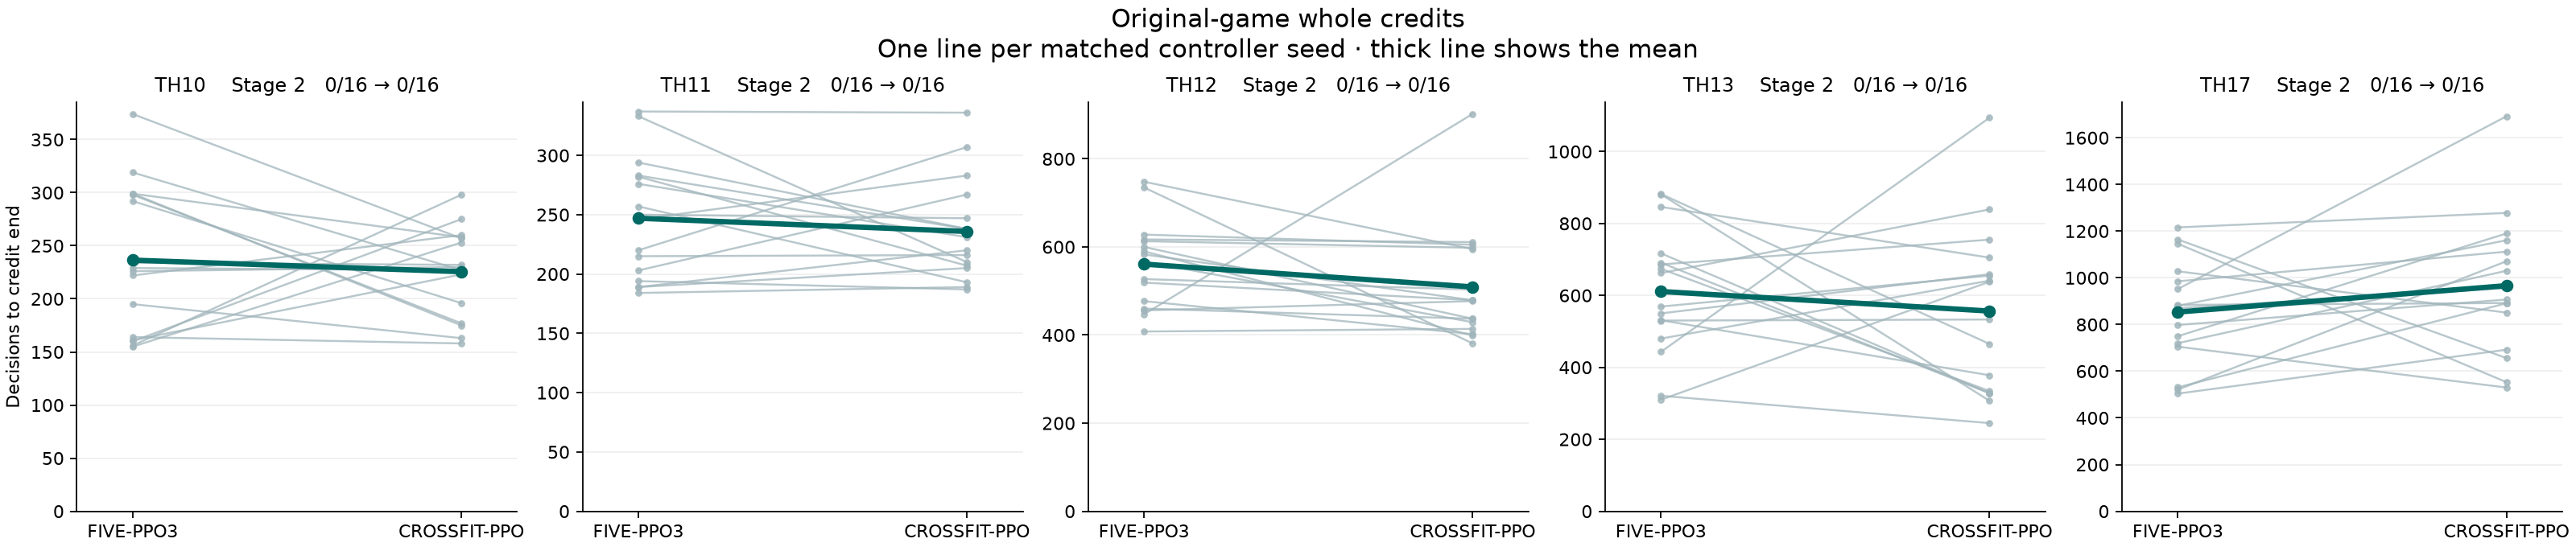 Original-game whole credits
One line per matched controller seed · thick line shows the mean
TH10 Stage 2 0/16 → 0/16
Decisions to credit end
350
300
250
200
150
100
50
0
FIVE-PPO3 CROSSFIT-PPO
TH11 Stage 2 0/16 → 0/16
300
250
200
150
100
50
0
FIVE-PPO3 CROSSFIT-PPO
TH12 Stage 2 0/16 → 0/16
800
600
400
200
0
FIVE-PPO3 CROSSFIT-PPO
TH13 Stage 2 0/16 → 0/16
1000
800
600
400
200
0
FIVE-PPO3 CROSSFIT-PPO
TH17 Stage 2 0/16 → 0/16
1600
1400
1200
1000
800
600
400
200
0
FIVE-PPO3 CROSSFIT-PPO